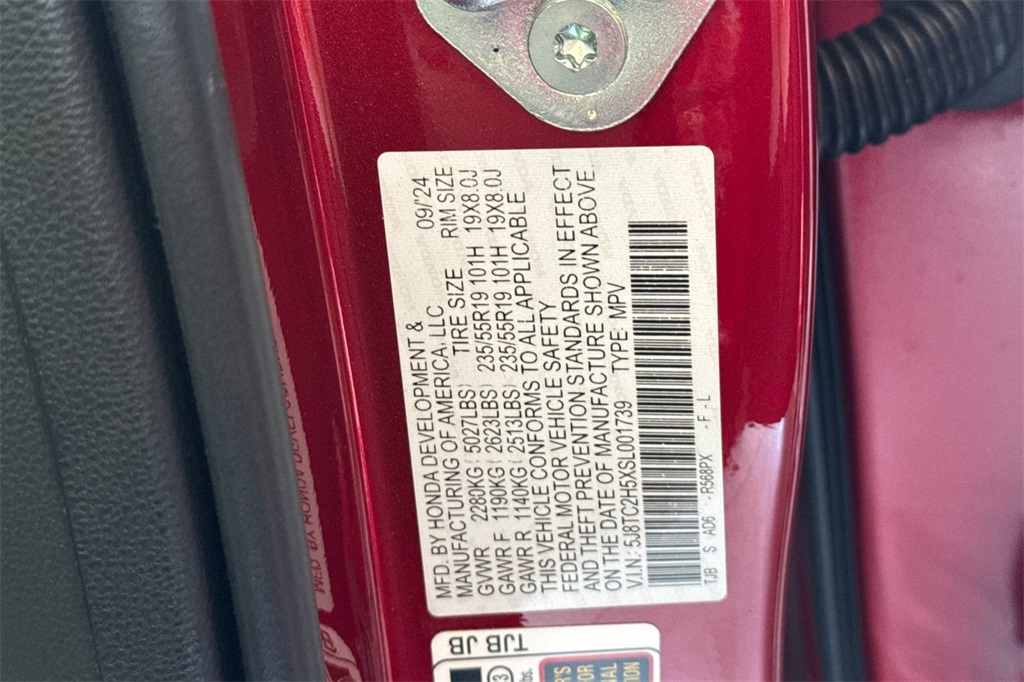 MFD. BY HONDA DEVELOPMENT & 09/'24
MANUFACTURING OF AMERICA, LLC TIRE SIZE RIM SIZE
GVWR 2280KG ( 5027LBS) 235/55R19 101H 19X8.0J
GAWR F 1190KG ( 2623LBS) 235/55R19 101H 19X8.0J
GAWR R 1140KG ( 2513LBS)
THIS VEHICLE CONFORMS TO ALL APPLICABLE
FEDERAL MOTOR VEHICLE SAFETY
AND THEFT PREVENTION STANDARDS IN EFFECT
ON THE DATE OF MANUFACTURE SHOWN ABOVE.
V.I.N.: 5J8TC2H5XSL001739 TYPE: MPV
TJB S A06 -R568PX -F-L
TJB JB